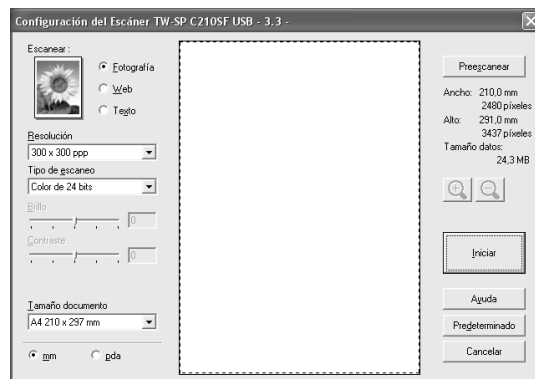 Configuración del Escáner TW-SP C210SF USB - 3.3 -
Escanear:
Fotografía
Web
Texto
Resolución
300 x 300 ppp
Tipo de escaneo
Color de 24 bits
Brillo
0
Contraste
0
Tamaño documento
A4 210 x 297 mm
mm
pda
Preescanear
Ancho: 210,0 mm
2480 píxeles
Alto: 291,0 mm
3437 píxeles
Tamaño datos:
24,3 MB
Iniciar
Ayuda
Predeterminado
Cancelar